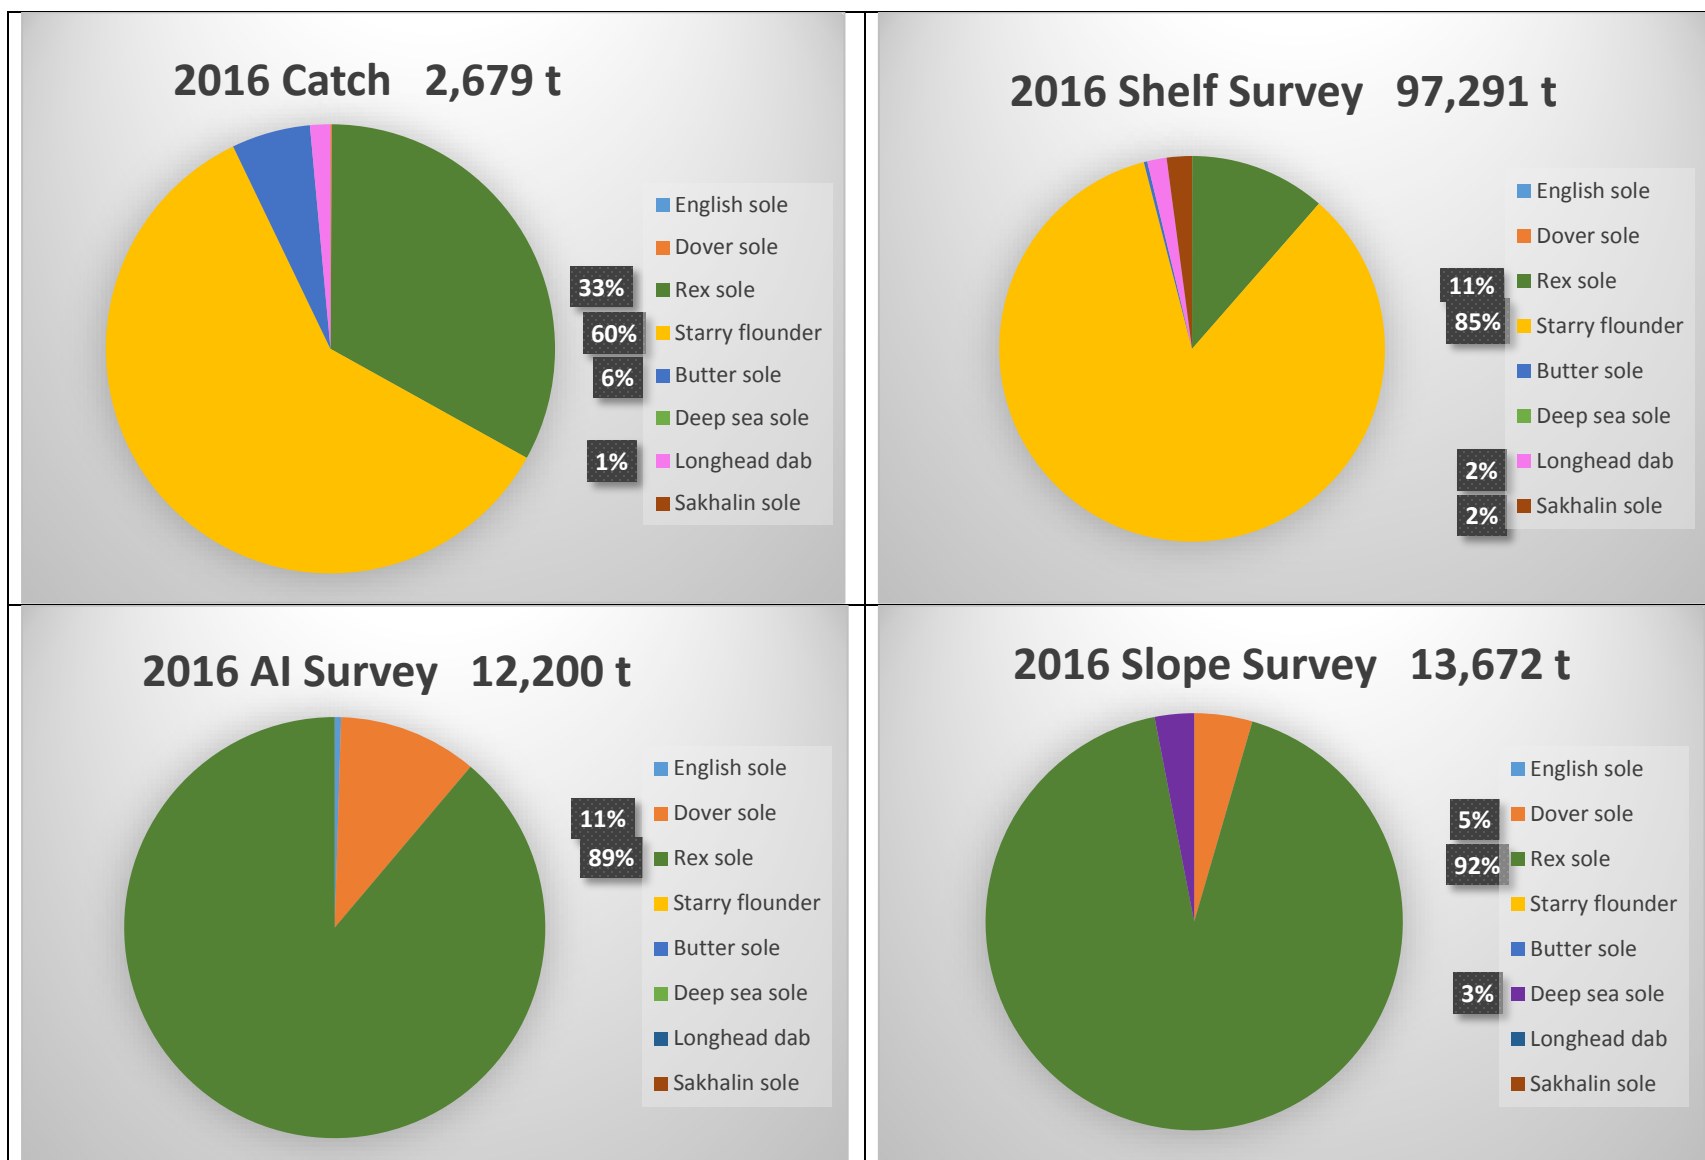 2016 Catch 2,679 t
33%
60%
6%
1%
English sole
Dover sole
Rex sole
Starry flounder
Butter sole
Deep sea sole
Longhead dab
Sakhalin sole
2016 Shelf Survey 97,291 t
11%
85%
2%
2%
English sole
Dover sole
Rex sole
Starry flounder
Butter sole
Deep sea sole
Longhead dab
Sakhalin sole
2016 AI Survey 12,200 t
11%
89%
English sole
Dover sole
Rex sole
Starry flounder
Butter sole
Deep sea sole
Longhead dab
Sakhalin sole
2016 Slope Survey 13,672 t
5%
92%
3%
English sole
Dover sole
Rex sole
Starry flounder
Butter sole
Deep sea sole
Longhead dab
Sakhalin sole